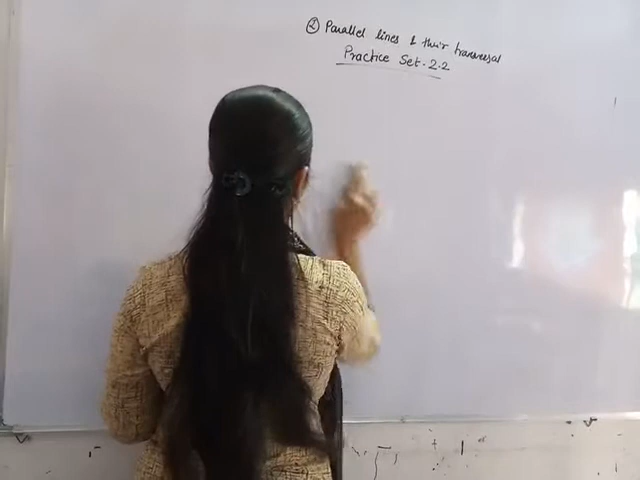 ② Parallel lines & their transversal
Practice Set-2.2